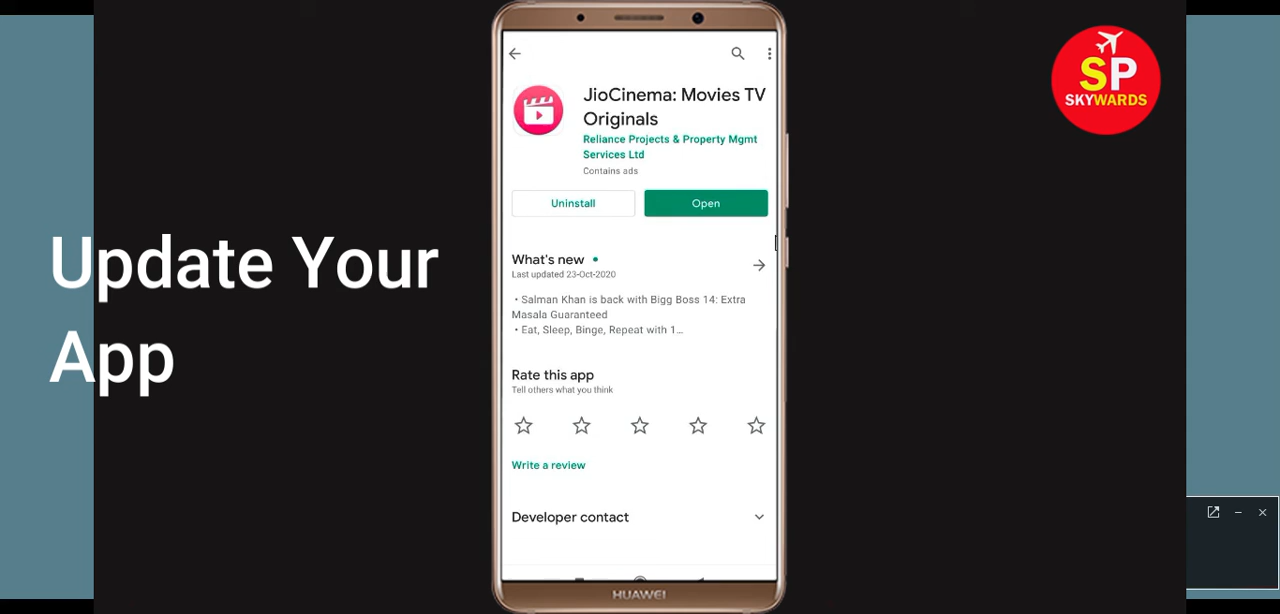 SP
SKYWARDS
Update Your
App
JioCinema: Movies TV
Originals
Reliance Projects & Property Mgmt
Services Ltd
Contains ads
Uninstall
Open
What's new
Last updated 23-Oct-2020
• Salman Khan is back with Bigg Boss 14: Extra
Masala Guaranteed
• Eat, Sleep, Binge, Repeat with 1…
Rate this app
Tell others what you think
Write a review
Developer contact
HUAWEI